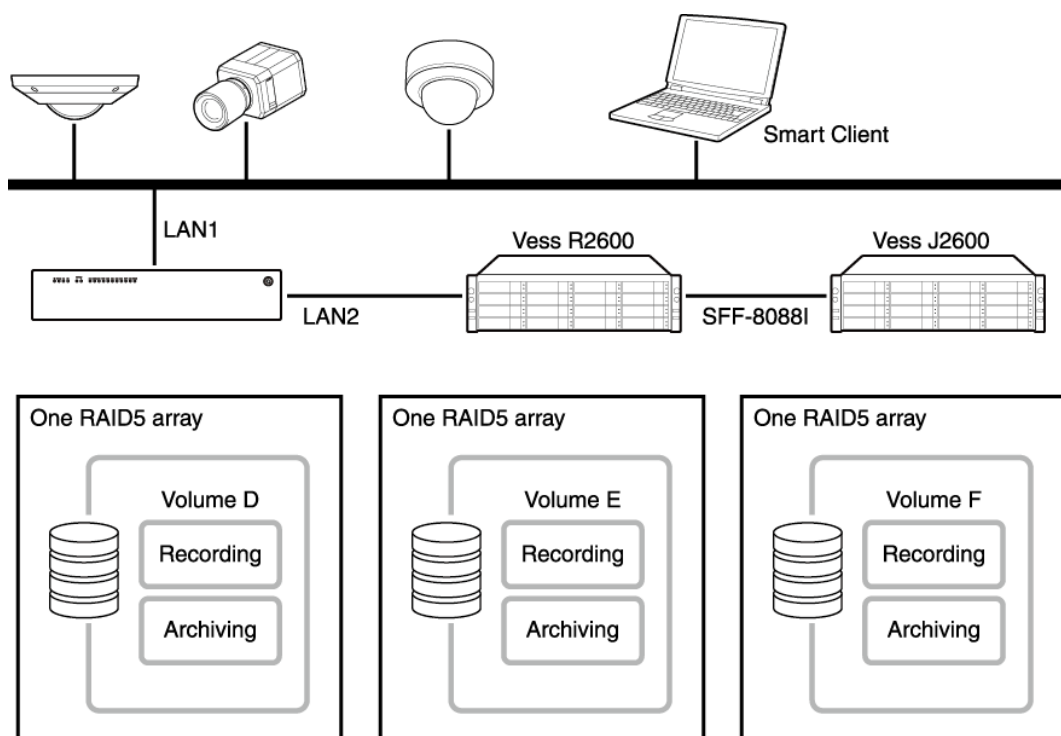 Smart Client
LAN1
Vess R2600
Vess J2600
LAN2
SFF-8088I
One RAID5 array
Volume D
Recording
Archiving
One RAID5 array
Volume E
Recording
Archiving
One RAID5 array
Volume F
Recording
Archiving